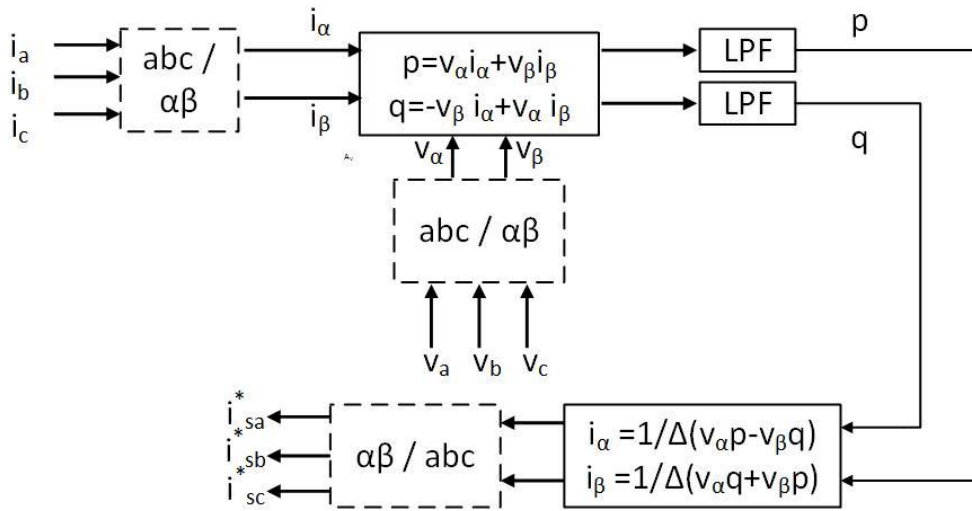 i_a
i_b
i_c
abc /
αβ
i_α
i_β
p=v_αi_α+v_βi_β
q=-v_β i_α+v_α i_β
LPF
LPF
p
q
v_α
v_β
abc / αβ
v_a
v_b
v_c
i_α =1/Δ(v_αp-v_βq)
i_β =1/Δ(v_αq+v_βp)
αβ / abc
i*_sa
i*_sb
i*_sc